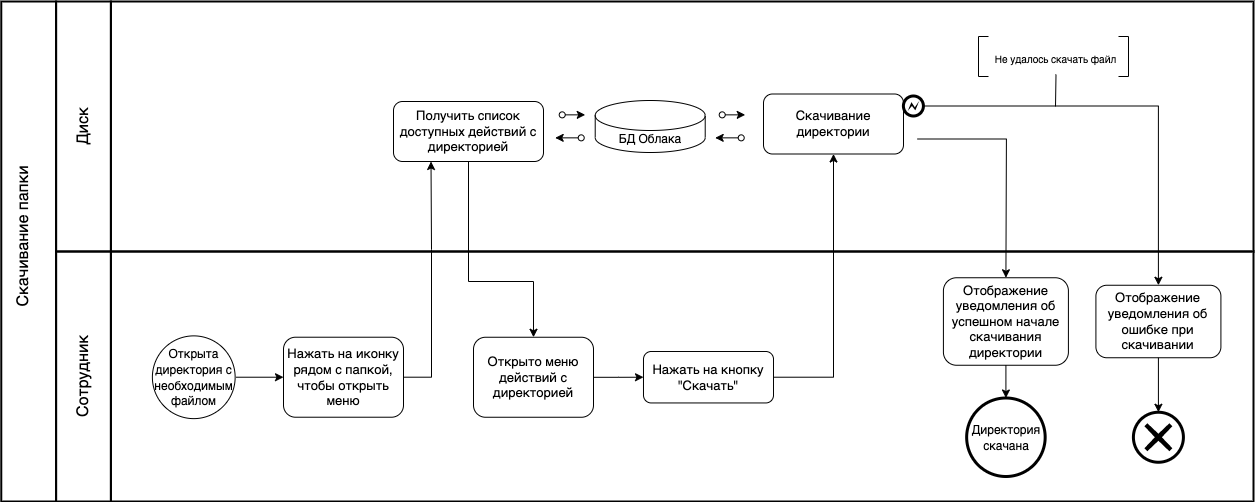 Скачивание папки
Диск
Не удалось скачать файл
Получить список
доступных действий с
директорией
БД Облака
Скачивание
директории
Сотрудник
Открыта
директория с
необходимым
файлом
Нажать на иконку
рядом с папкой,
чтобы открыть
меню
Открыто меню
действий с
директорией
Нажать на кнопку
"Скачать"
Отображение
уведомления об
успешном начале
скачивания
директории
Отображение
уведомления об
ошибке при
скачивании
Директория
скачана